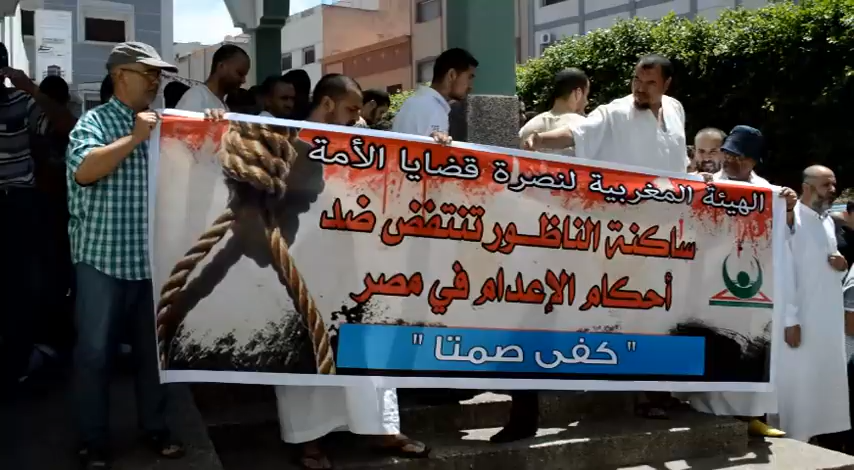 الهيئة المغربية لنصرة قضايا الأمة
ساكنة الناظور تنتفض ضد
أحكام الإعدام في مصر
" كفى صمتا "